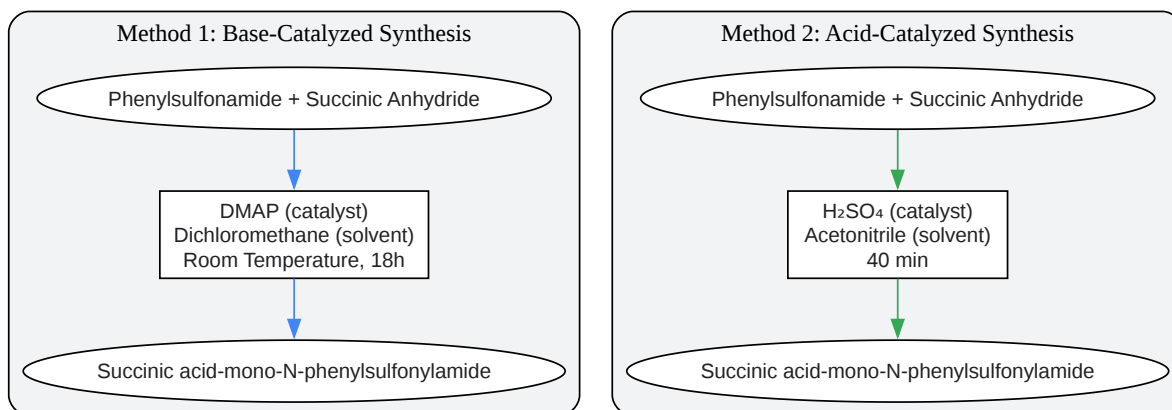 Method 1: Base-Catalyzed Synthesis
Phenylsulfonamide + Succinic Anhydride
DMAP (catalyst)
Dichloromethane (solvent)
Room Temperature, 18h
Succinic acid-mono-N-phenylsulfonylamide
Method 2: Acid-Catalyzed Synthesis
Phenylsulfonamide + Succinic Anhydride
H₂SO₄ (catalyst)
Acetonitrile (solvent)
40 min
Succinic acid-mono-N-phenylsulfonylamide